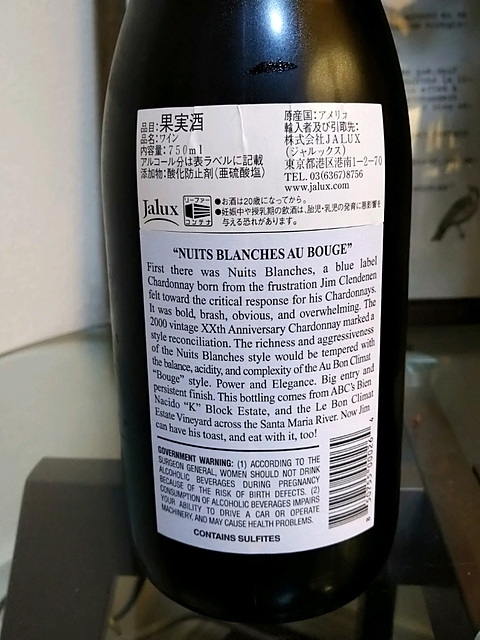 品目:果実酒
品名:ワイン
内容量:750ml
アルコール分は表ラベルに記載
添加物:酸化防止剤(亜硫酸塩)
原産国:アメリカ
輸入者及び引取先:
株式会社JALUX
(ジャルックス)
東京都港区港南1-2-70
TEL. 03(6367)8756
www.jalux.com
Jalux
リーファー
コンテナ
●お酒は20歳になってから。
●妊娠中や授乳期の飲酒は、胎児・乳児の発育に悪影響を
与える恐れがあります。
"NUITS BLANCHES AU BOUGE"
First there was Nuits Blanches, a blue label
Chardonnay born from the frustration Jim Clendenen
felt toward the critical response for his Chardonnays.
It was bold, brash, obvious, and overwhelming. The
2000 vintage XXth Anniversary Chardonnay marked a
style reconciliation. The richness and aggressiveness
of the Nuits Blanches style would be tempered with
the balance, acidity, and complexity of the Au Bon Climat
"Bouge" style. Power and Elegance. Big entry and
persistent finish. This bottling comes from ABC's Bien
Nacido "K" Block Estate, and the Le Bon Climat
Estate Vineyard across the Santa Maria River. Now Jim
can have his toast, and eat with it, too!
GOVERNMENT WARNING: (1) ACCORDING TO THE
SURGEON GENERAL, WOMEN SHOULD NOT DRINK
ALCOHOLIC BEVERAGES DURING PREGNANCY
BECAUSE OF THE RISK OF BIRTH DEFECTS. (2)
CONSUMPTION OF ALCOHOLIC BEVERAGES IMPAIRS
YOUR ABILITY TO DRIVE A CAR OR OPERATE
MACHINERY, AND MAY CAUSE HEALTH PROBLEMS.
CONTAINS SULFITES